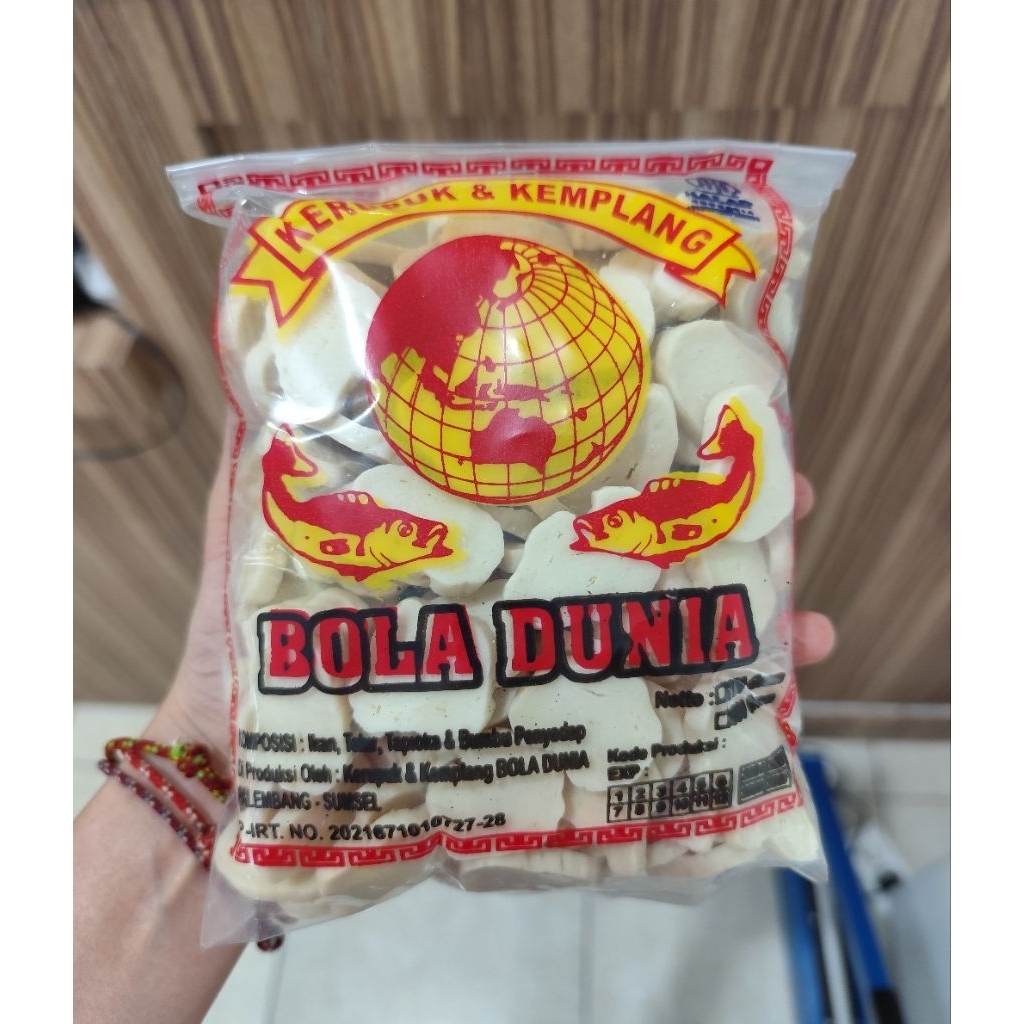 KERUPUK & KEMPLANG
HALAL
BOLA DUNIA
Netto :
KOMPOSISI : Ikan, Telur, Tapioka & Bumbu Penyedap
Di Produksi Oleh : Kerupuk & Kemplang BOLA DUNIA
PALEMBANG - SUMSEL
P-IRT. NO. 2021671010727-28
Kode Produksi :
EXP :
1 2 3 4 5 6
7 8 9 10 11 12